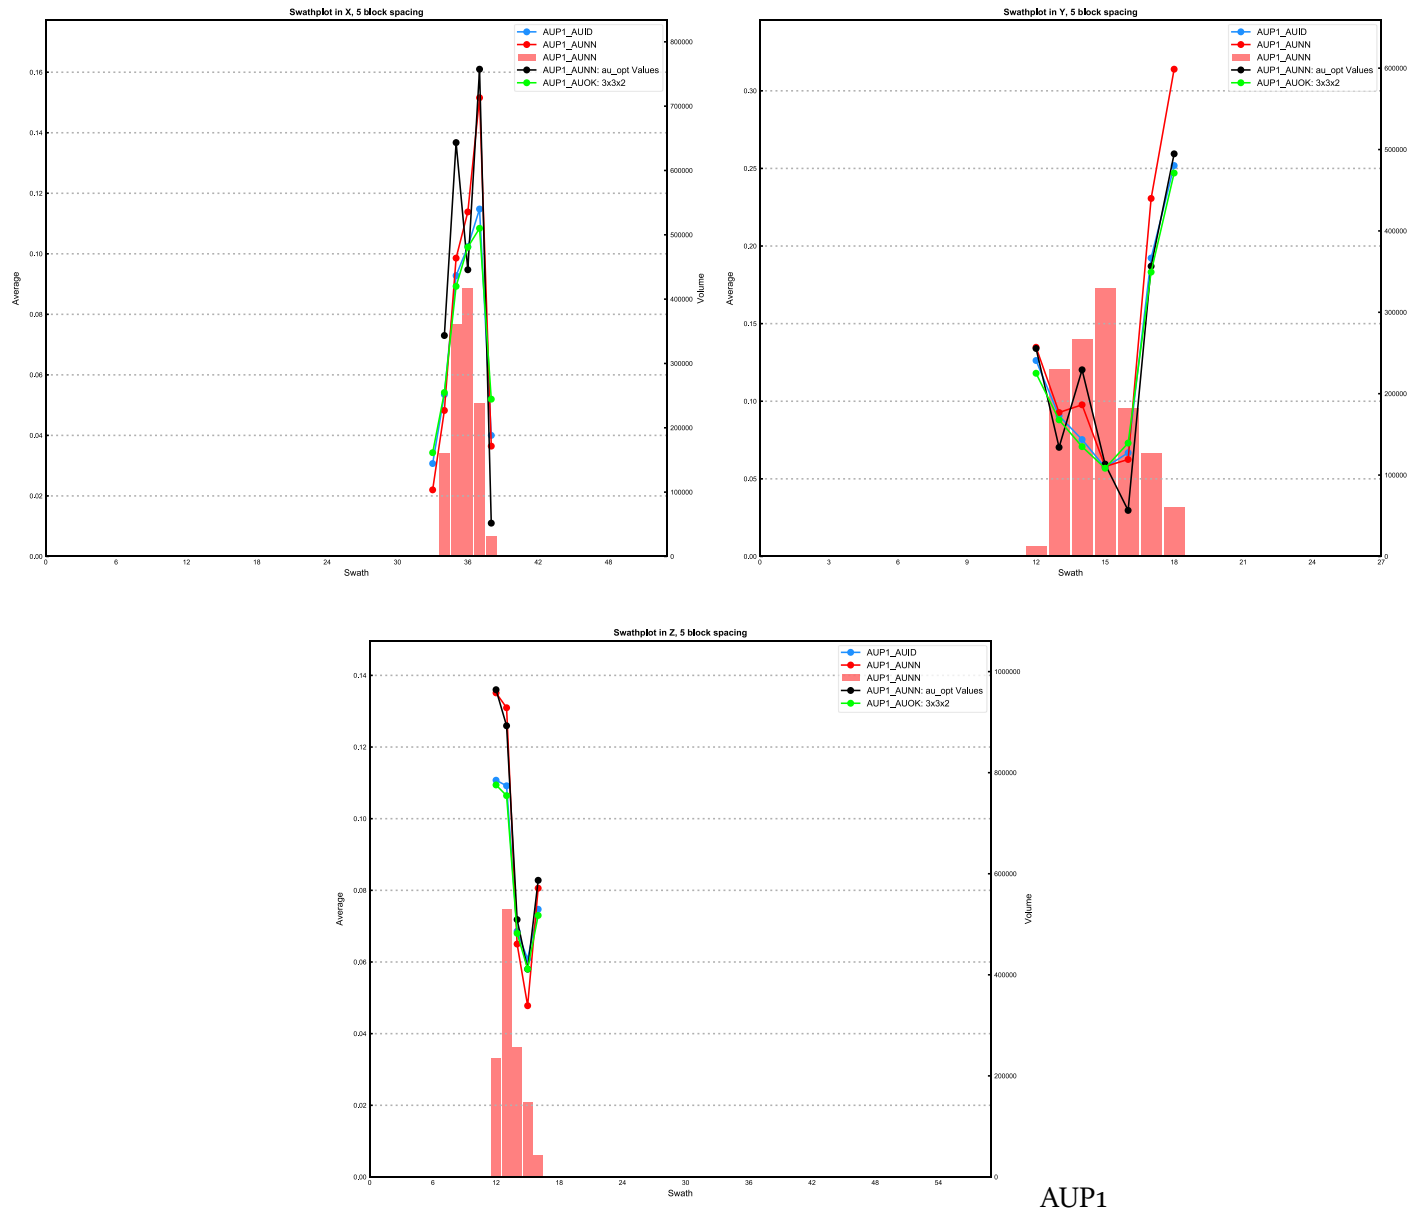 Swathplot in X, 5 block spacing
AUP1_AUID
AUP1_AUNN
AUP1_AUNN
AUP1_AUNN: au_opt Values
AUP1_AUOK: 3x3x2
Average
0.16
0.14
0.12
0.10
0.08
0.06
0.04
0.02
0.00
0 6 12 18 24 30 36 42 48
Swath
800000
700000
600000
500000
400000
300000
200000
100000
0
Volume
Swathplot in Y, 5 block spacing
AUP1_AUID
AUP1_AUNN
AUP1_AUNN
AUP1_AUNN: au_opt Values
AUP1_AUOK: 3x3x2
Average
0.30
0.25
0.20
0.15
0.10
0.05
0.00
0 3 6 9 12 15 18 21 24 27
Swath
600000
500000
400000
300000
200000
100000
0
Swathplot in Z, 5 block spacing
AUP1_AUID
AUP1_AUNN
AUP1_AUNN
AUP1_AUNN: au_opt Values
AUP1_AUOK: 3x3x2
Average
0.14
0.12
0.10
0.08
0.06
0.04
0.02
0.00
0 6 12 18 24 30 36 42 48 54
Swath
1000000
800000
600000
400000
200000
0
Volume
AUP1